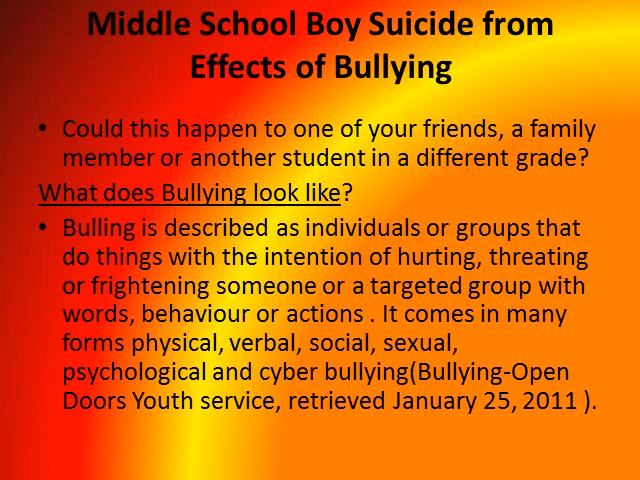 Middle School Boy Suicide from
Effects of Bullying
• Could this happen to one of your friends, a family
member or another student in a different grade?
What does Bullying look like?
• Bulling is described as individuals or groups that
do things with the intention of hurting, threating
or frightening someone or a targeted group with
words, behaviour or actions . It comes in many
forms physical, verbal, social, sexual,
psychological and cyber bullying(Bullying-Open
Doors Youth service, retrieved January 25, 2011 ).